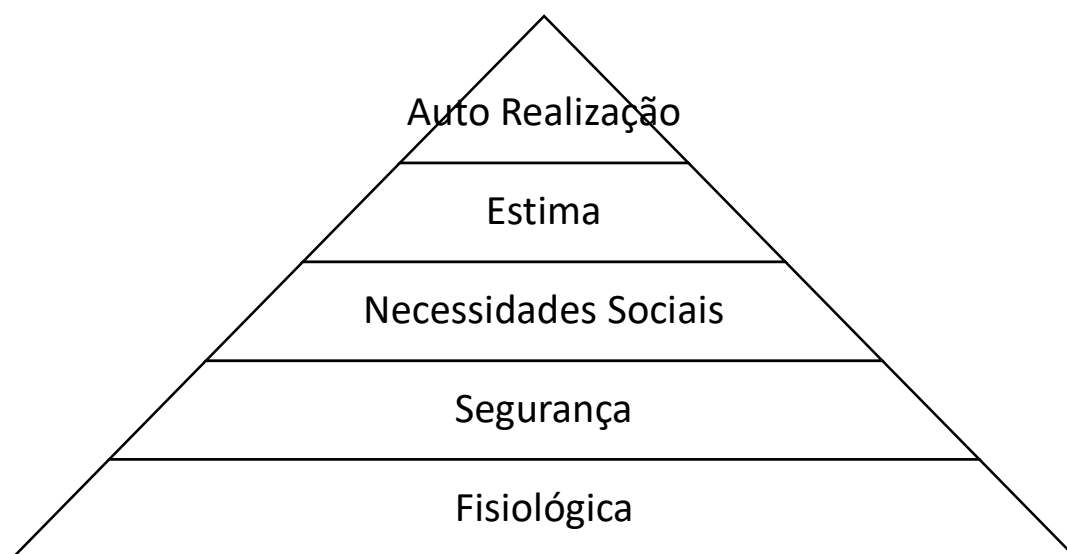 Auto Realização
Estima
Necessidades Sociais
Segurança
Fisiológica